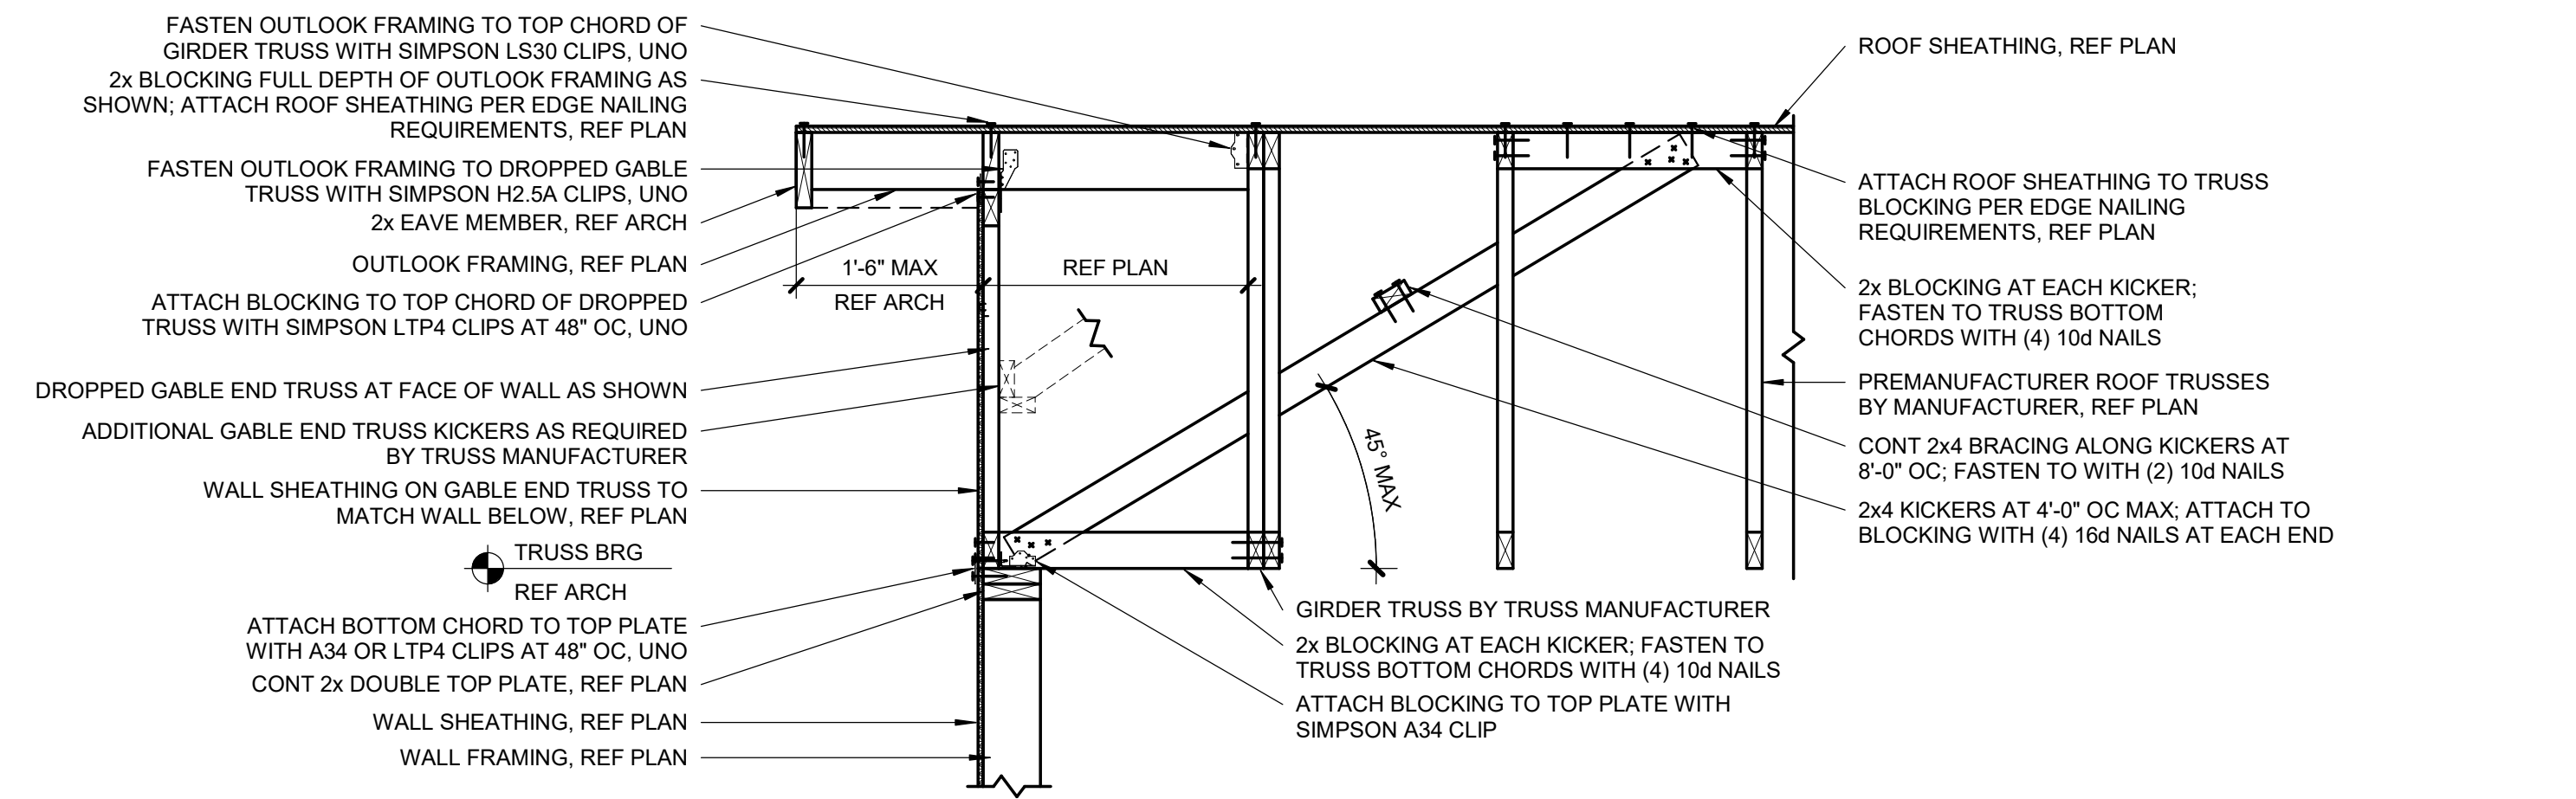 FASTEN OUTLOOK FRAMING TO TOP CHORD OF
GIRDER TRUSS WITH SIMPSON LS30 CLIPS, UNO
2x BLOCKING FULL DEPTH OF OUTLOOK FRAMING AS
SHOWN; ATTACH ROOF SHEATHING PER EDGE NAILING
REQUIREMENTS, REF PLAN
FASTEN OUTLOOK FRAMING TO DROPPED GABLE
TRUSS WITH SIMPSON H2.5A CLIPS, UNO
2x EAVE MEMBER, REF ARCH
OUTLOOK FRAMING, REF PLAN
ATTACH BLOCKING TO TOP CHORD OF DROPPED
TRUSS WITH SIMPSON LTP4 CLIPS AT 48" OC, UNO
DROPPED GABLE END TRUSS AT FACE OF WALL AS SHOWN
ADDITIONAL GABLE END TRUSS KICKERS AS REQUIRED
BY TRUSS MANUFACTURER
WALL SHEATHING ON GABLE END TRUSS TO
MATCH WALL BELOW, REF PLAN
TRUSS BRG
REF ARCH
ATTACH BOTTOM CHORD TO TOP PLATE
WITH A34 OR LTP4 CLIPS AT 48" OC, UNO
CONT 2x DOUBLE TOP PLATE, REF PLAN
WALL SHEATHING, REF PLAN
WALL FRAMING, REF PLAN
1'-6" MAX
REF ARCH
REF PLAN
45° MAX
GIRDER TRUSS BY TRUSS MANUFACTURER
2x BLOCKING AT EACH KICKER; FASTEN TO
TRUSS BOTTOM CHORDS WITH (4) 10d NAILS
ATTACH BLOCKING TO TOP PLATE WITH
SIMPSON A34 CLIP
ROOF SHEATHING, REF PLAN
ATTACH ROOF SHEATHING TO TRUSS
BLOCKING PER EDGE NAILING
REQUIREMENTS, REF PLAN
2x BLOCKING AT EACH KICKER;
FASTEN TO TRUSS BOTTOM
CHORDS WITH (4) 10d NAILS
PREMANUFACTURER ROOF TRUSSES
BY MANUFACTURER, REF PLAN
CONT 2x4 BRACING ALONG KICKERS AT
8'-0" OC; FASTEN TO WITH (2) 10d NAILS
2x4 KICKERS AT 4'-0" OC MAX; ATTACH TO
BLOCKING WITH (4) 16d NAILS AT EACH END